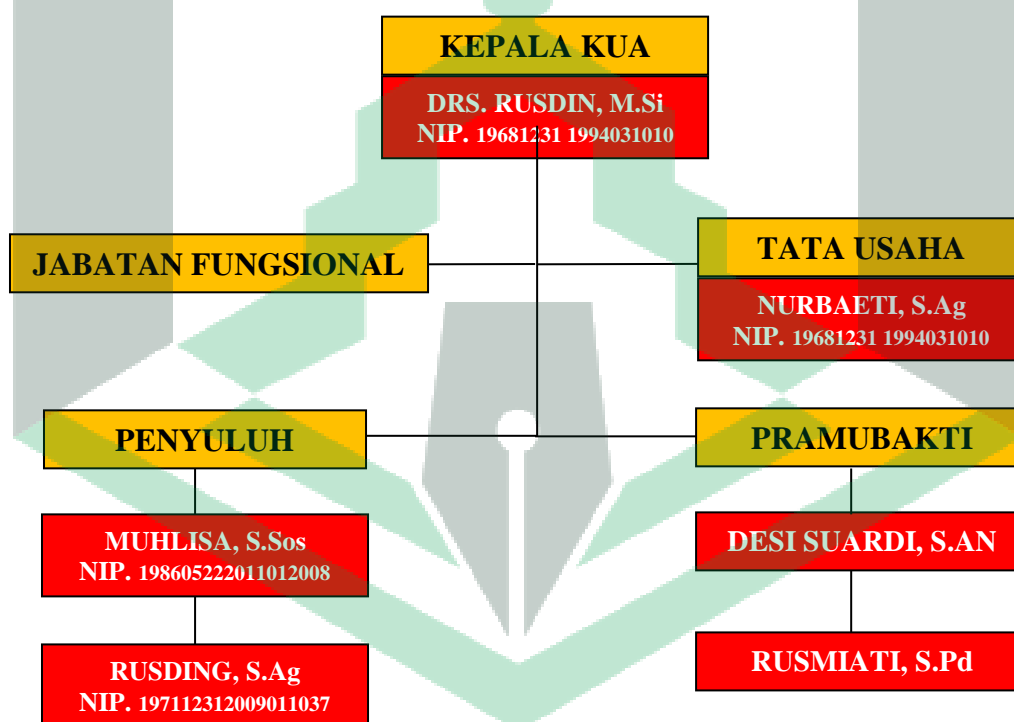 KEPALA KUA
DRS. RUSDIN, M.Si
NIP. 19681231 1994031010
JABATAN FUNGSIONAL
TATA USAHA
NURBAETI, S.Ag
NIP. 19681231 1994031010
PENYULUH
PRAMUBAKTI
MUHLISA, S.Sos
NIP. 198605222011012008
DESI SUARDI, S.AN
RUSDING, S.Ag
NIP. 197112312009011037
RUSMIATI, S.Pd